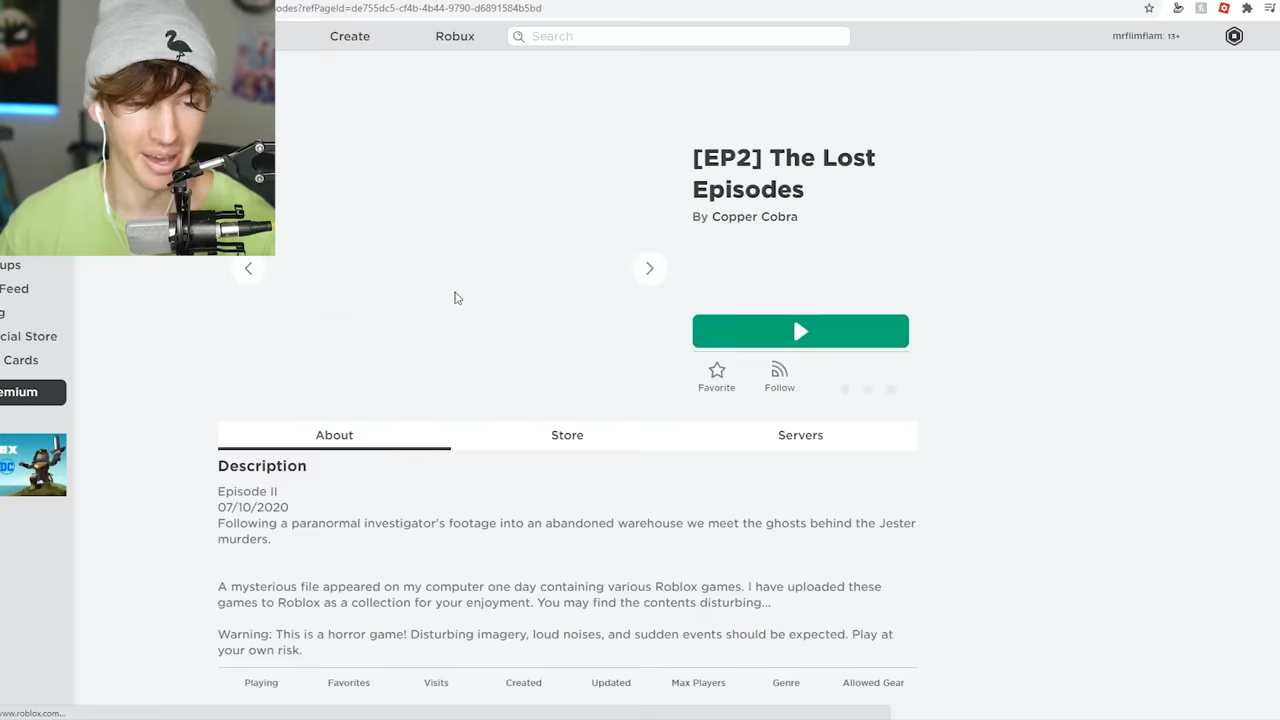 odes?refPageId=de755dc5-cf4b-4b44-9790-d6891584b5bd
Create Robux Search mrflimflam: 13+
[EP2] The Lost
Episodes
By Copper Cobra
ups
Feed
g
cial Store
Cards
emium
OX
DC
Favorite Follow
About Store Servers
Description
Episode II
07/10/2020
Following a paranormal investigator's footage into an abandoned warehouse we meet the ghosts behind the Jester
murders.
A mysterious file appeared on my computer one day containing various Roblox games. I have uploaded these
games to Roblox as a collection for your enjoyment. You may find the contents disturbing...
Warning: This is a horror game! Disturbing imagery, loud noises, and sudden events should be expected. Play at
your own risk.
Playing Favorites Visits Created Updated Max Players Genre Allowed Gear
www.roblox.com...